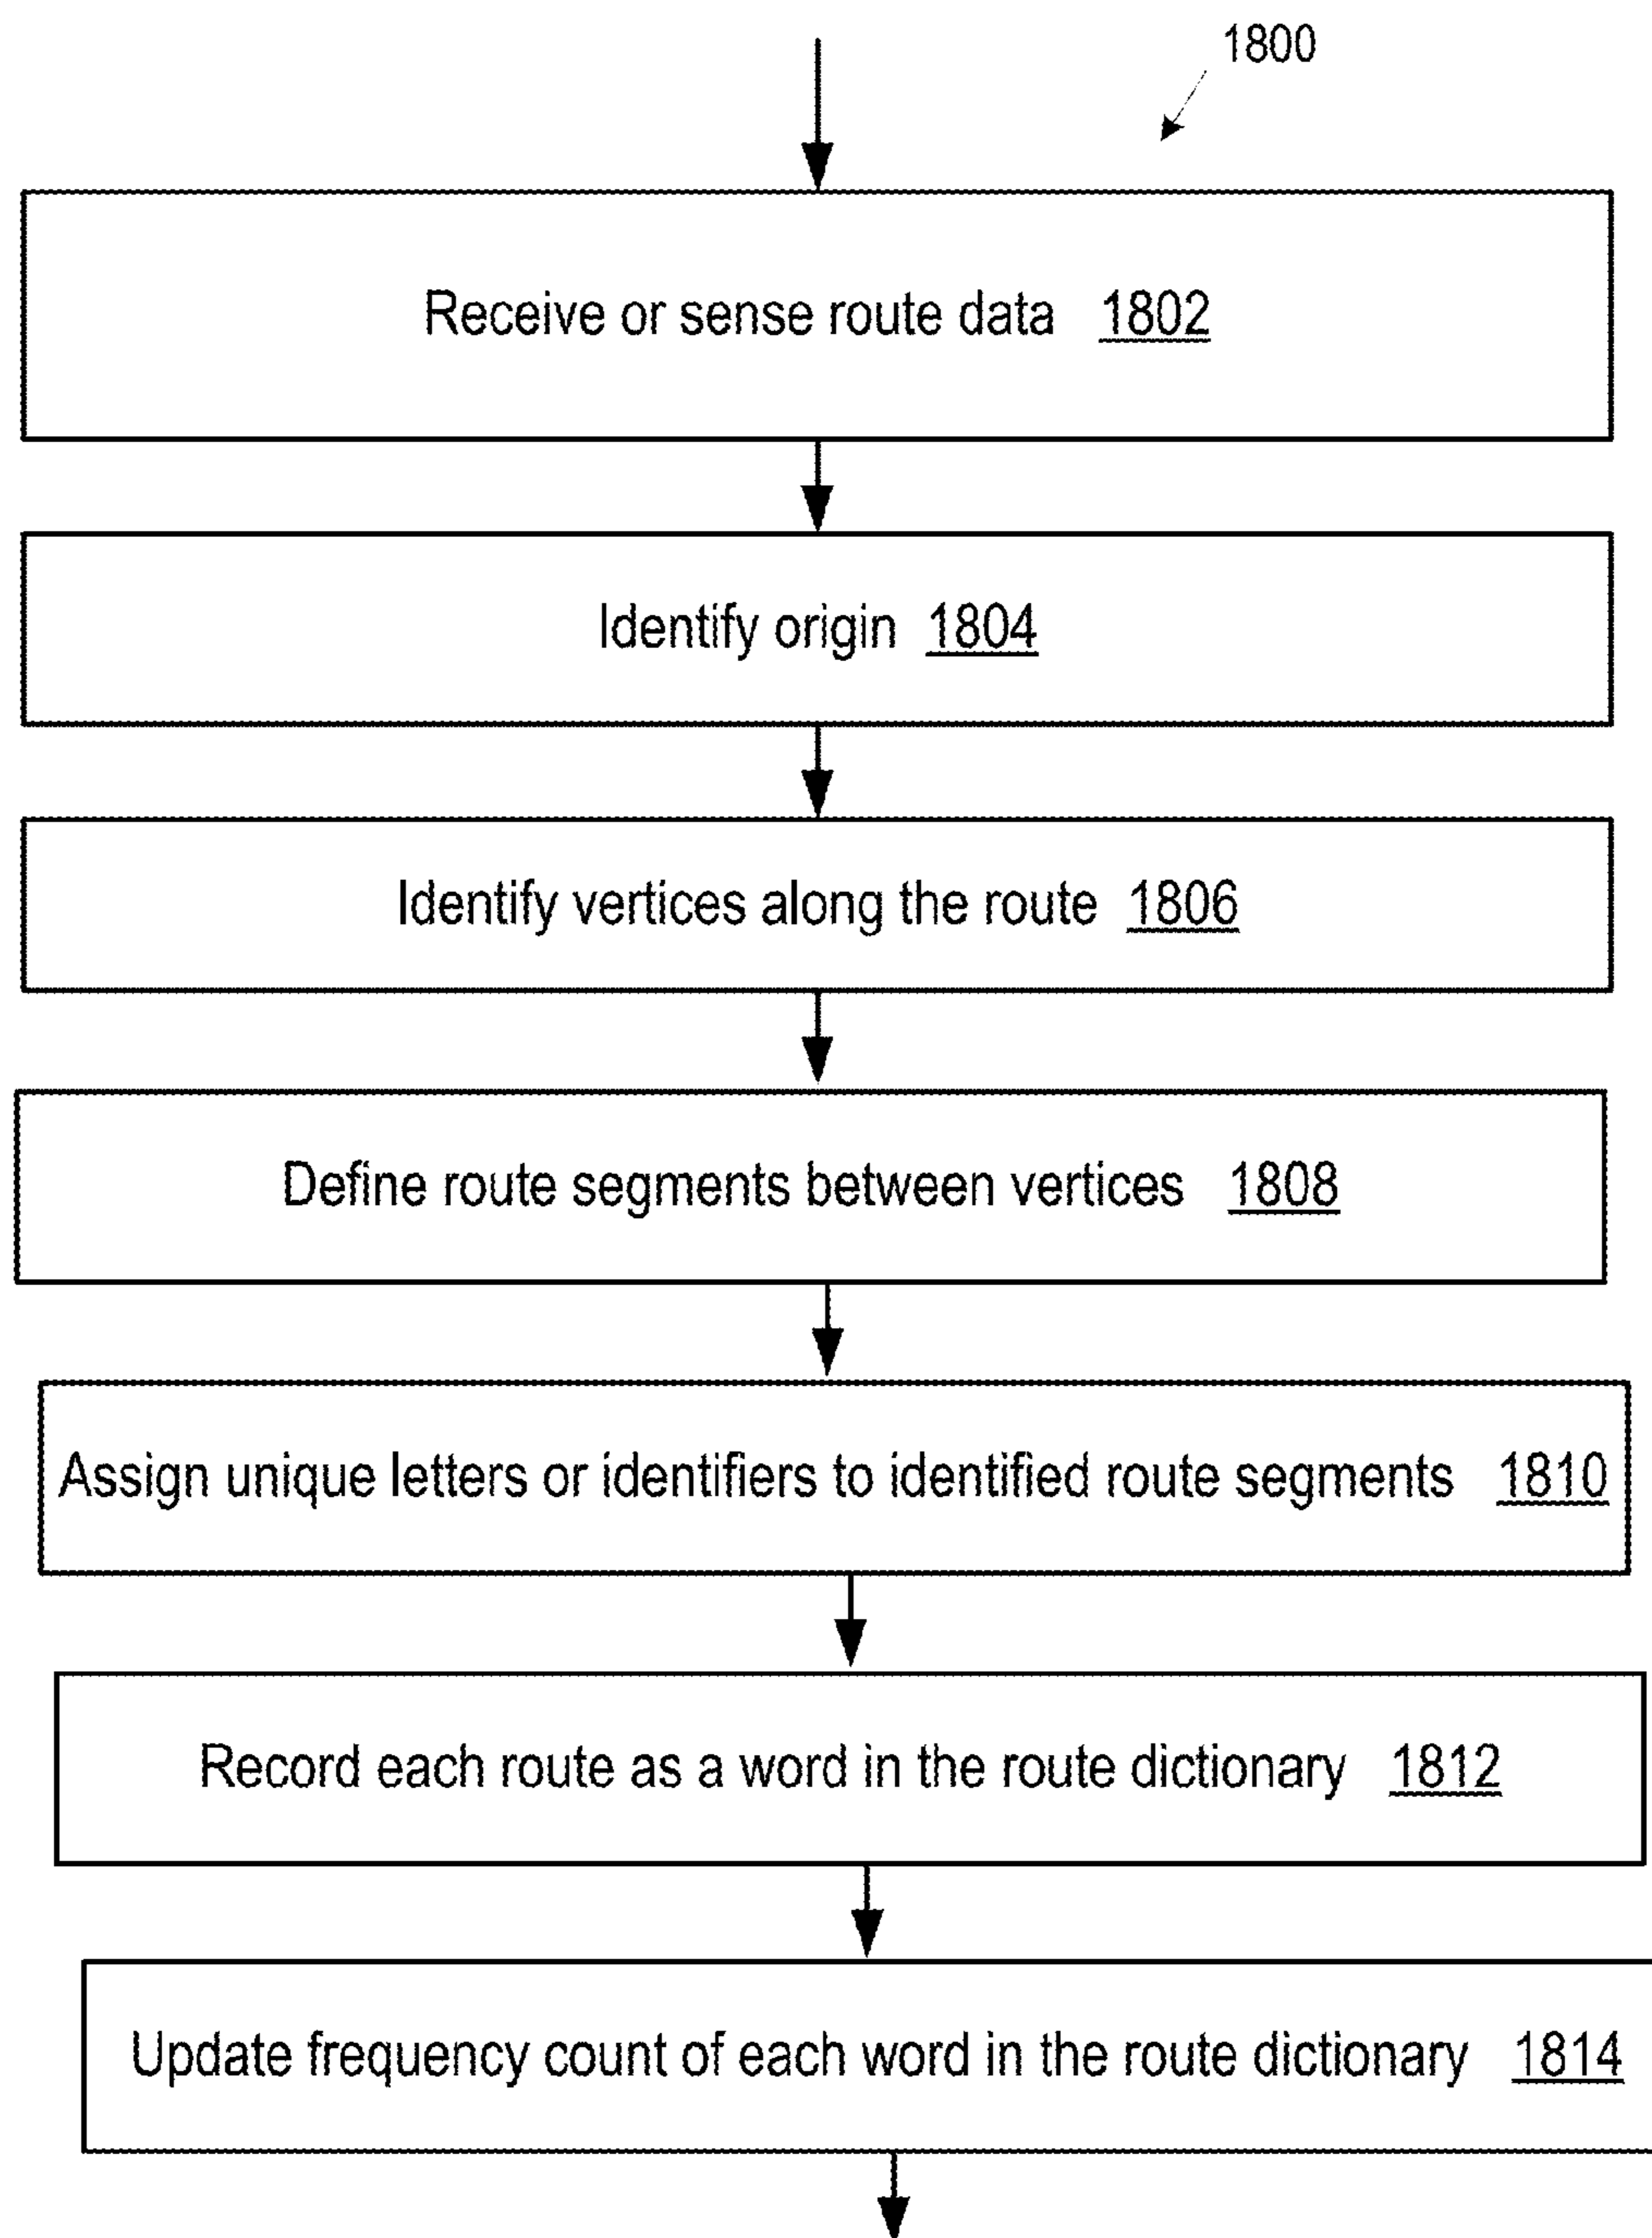 1800
Receive or sense route data 1802
Identify origin 1804
Identify vertices along the route 1806
Define route segments between vertices 1808
Assign unique letters or identifiers to identified route segments 1810
Record each route as a word in the route dictionary 1812
Update frequency count of each word in the route dictionary 1814